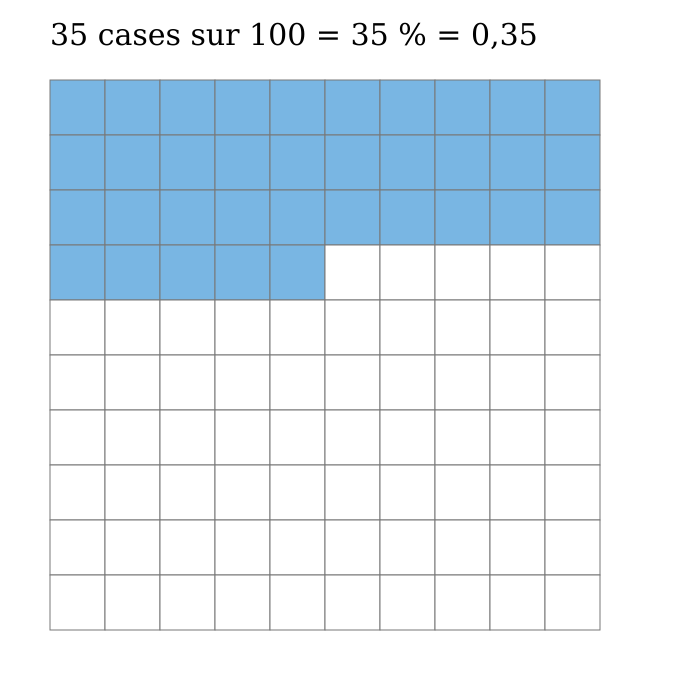 35 cases sur 100 = 35 % = 0,35